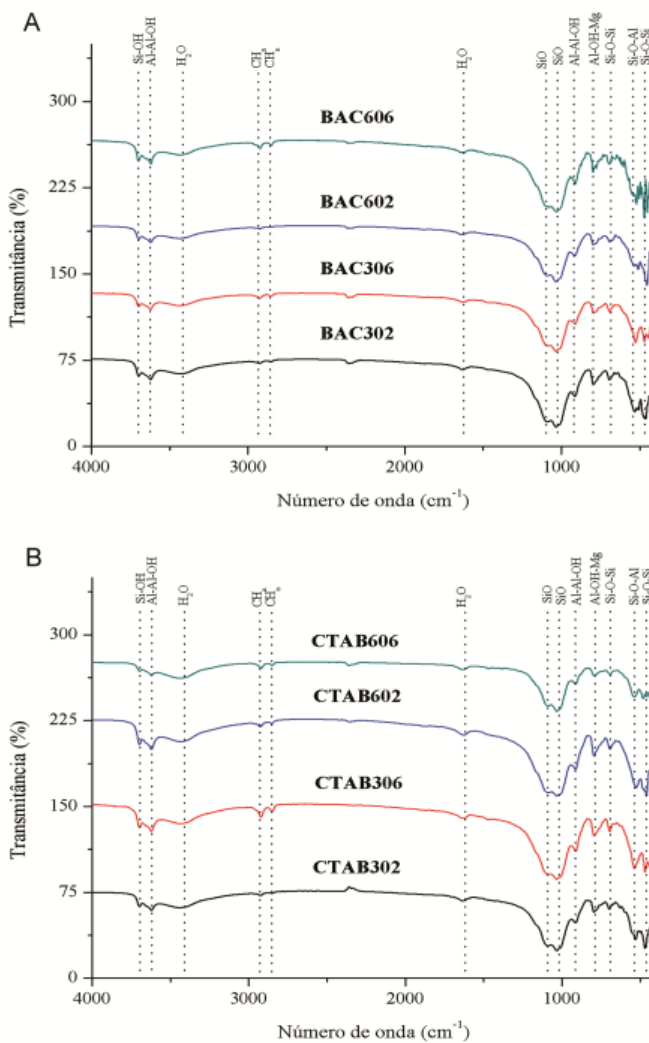 A
Si-OH
Al-Al-OH
H₂O
CHₙ
CHₙ
H₂O
SiO
SiO
Al-Al-OH
Al-OH-Mg
Si-O-Si
Si-O-Al
Si-O-Si
300
225
150
75
0
Transmitância (%)
BAC606
BAC602
BAC306
BAC302
4000
3000
2000
1000
Número de onda (cm⁻¹)
B
Si-OH
Al-Al-OH
H₂O
CHₙ
CHₙ
H₂O
SiO
SiO
Al-Al-OH
Al-OH-Mg
Si-O-Si
Si-O-Al
Si-O-Si
300
225
150
75
0
Transmitância (%)
CTAB606
CTAB602
CTAB306
CTAB302
4000
3000
2000
1000
Número de onda (cm⁻¹)